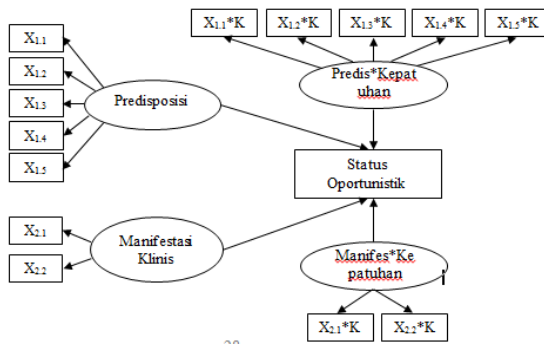 X1.1*K X1.2*K X1.3*K X1.4*K X1.5*K
X1.1
X1.2
X1.3
X1.4
X1.5
Predisposisi
Predis*Kepat
uhan
Status
Oportunistik
X2.1
X2.2
Manifestasi
Klinis
Manifes*Ke
patuhan
X2.1*K X2.2*K